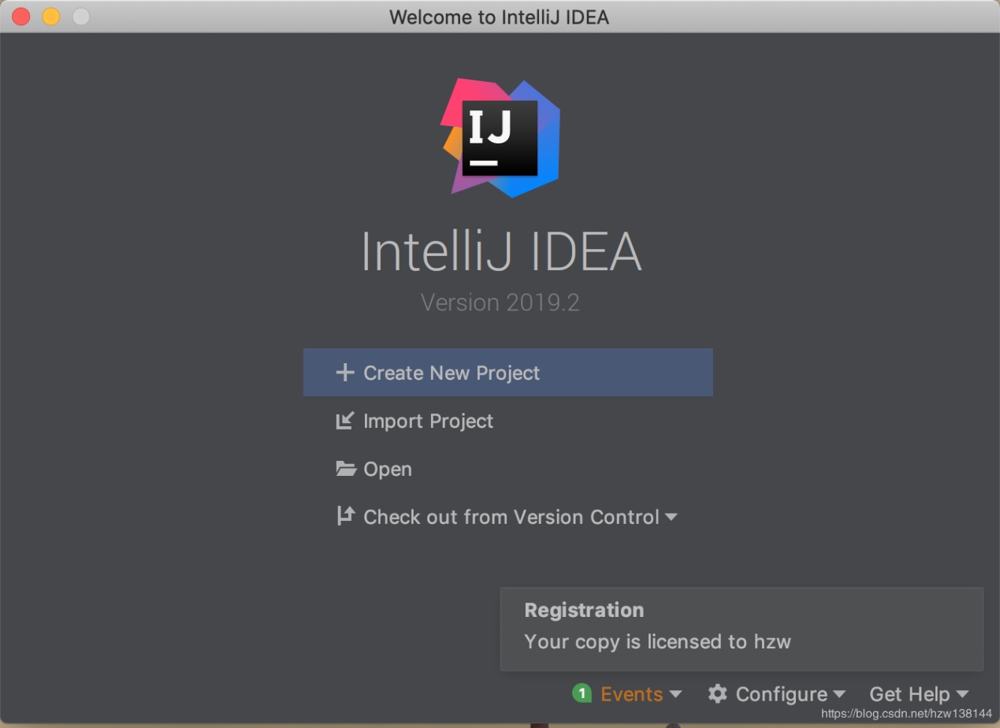 Welcome to IntelliJ IDEA
IJ
IntelliJ IDEA
Version 2019.2
Create New Project
Import Project
Open
Check out from Version Control
Registration
Your copy is licensed to hzw
1 Events Configure Get Help
https://blog.csdn.net/hzw138144